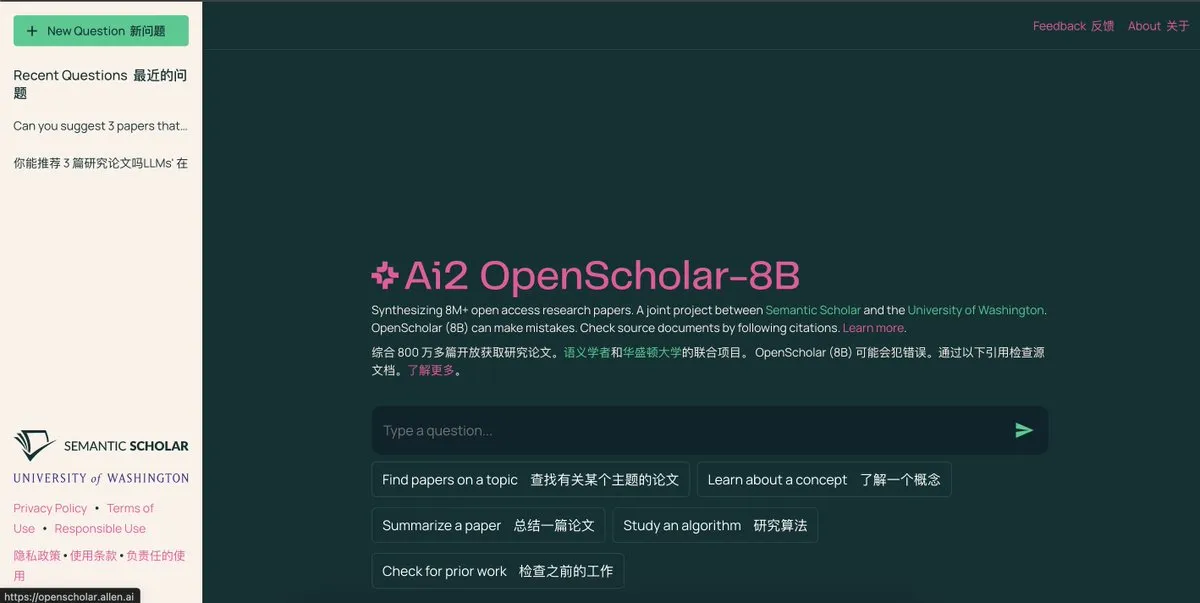 New Question 新问题
Recent Questions 最近的问
题
Can you suggest 3 papers that...
你能推荐 3 篇研究论文吗LLMs' 在
SEMANTIC SCHOLAR
UNIVERSITY of WASHINGTON
Privacy Policy • Terms of
Use • Responsible Use
隐私政策 • 使用条款 • 负责任的使
用
https://openscholar.allen.ai
Feedback 反馈 About 关于
Ai2 OpenScholar-8B
Synthesizing 8M+ open access research papers. A joint project between Semantic Scholar and the University of Washington.
OpenScholar (8B) can make mistakes. Check source documents by following citations. Learn more.
综合 800 万多篇开放获取研究论文。语义学者和华盛顿大学的联合项目。 OpenScholar (8B) 可能会犯错误。通过以下引用检查源
文档。了解更多。
Type a question...
Find papers on a topic 查找有关某个主题的论文 Learn about a concept 了解一个概念
Summarize a paper 总结一篇论文 Study an algorithm 研究算法
Check for prior work 检查之前的工作